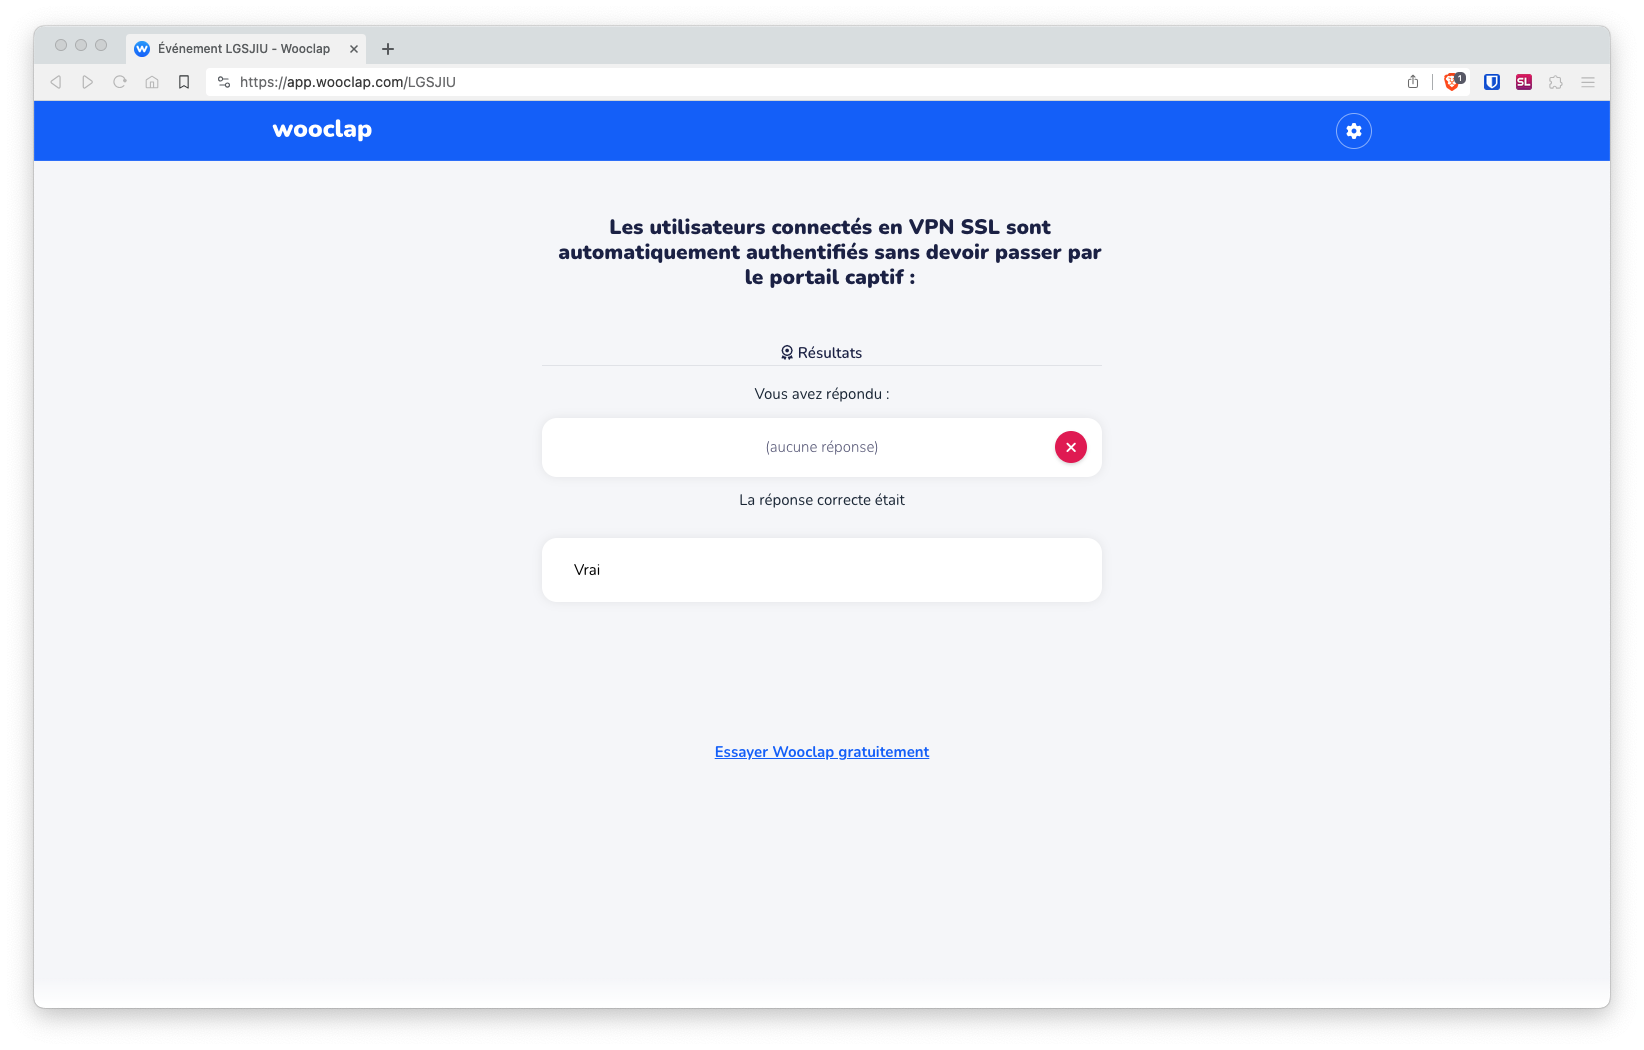 Événement LGSJIU - Wooclap
https://app.wooclap.com/LGSJIU
1
SL
wooclap
Les utilisateurs connectés en VPN SSL sont
automatiquement authentifiés sans devoir passer par
le portail captif :
Résultats
Vous avez répondu :
(aucune réponse)
La réponse correcte était
Vrai
Essayer Wooclap gratuitement